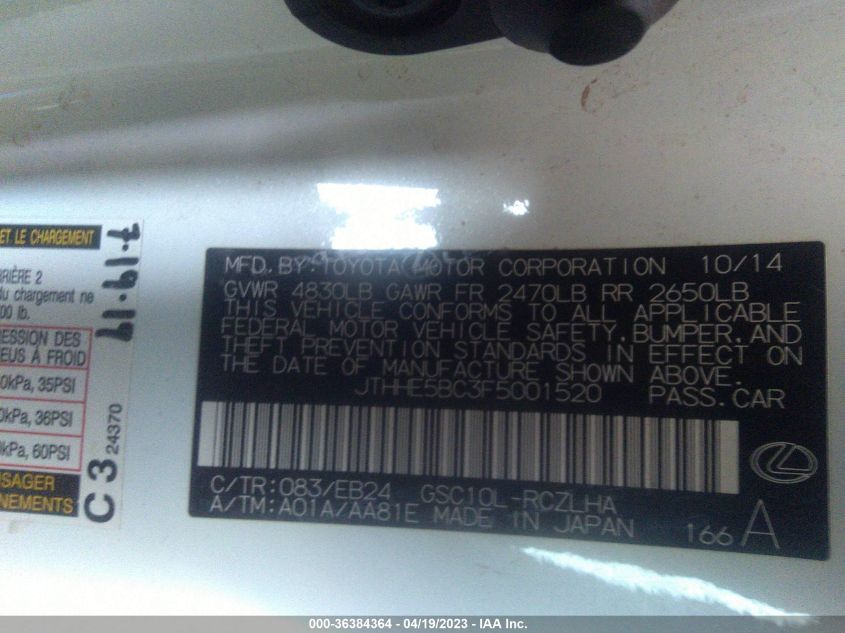 ET LE CHARGEMENT
RIÈRE 2
du chargement ne
00 lb.
RESSION DES
EUS À FROID
0kPa, 35PSI
0kPa, 36PSI
0kPa, 60PSI
USAGER
NEMENTS
C3
24370
MFD. BY: TOYOTA MOTOR CORPORATION 10/14
GVWR 4830LB GAWR FR 2470LB RR 2650LB
THIS VEHICLE CONFORMS TO ALL APPLICABLE
FEDERAL MOTOR VEHICLE SAFETY, BUMPER, AND
THEFT PREVENTION STANDARDS IN EFFECT ON
THE DATE OF MANUFACTURE SHOWN ABOVE.
JTHHE5BC3F5001520 PASS. CAR
C/TR: 083/EB24 GSC10L-RCZLHA
A/TM: A01A/AA81E MADE IN JAPAN
166 A
000-36384364 - 04/19/2023 - IAA Inc.